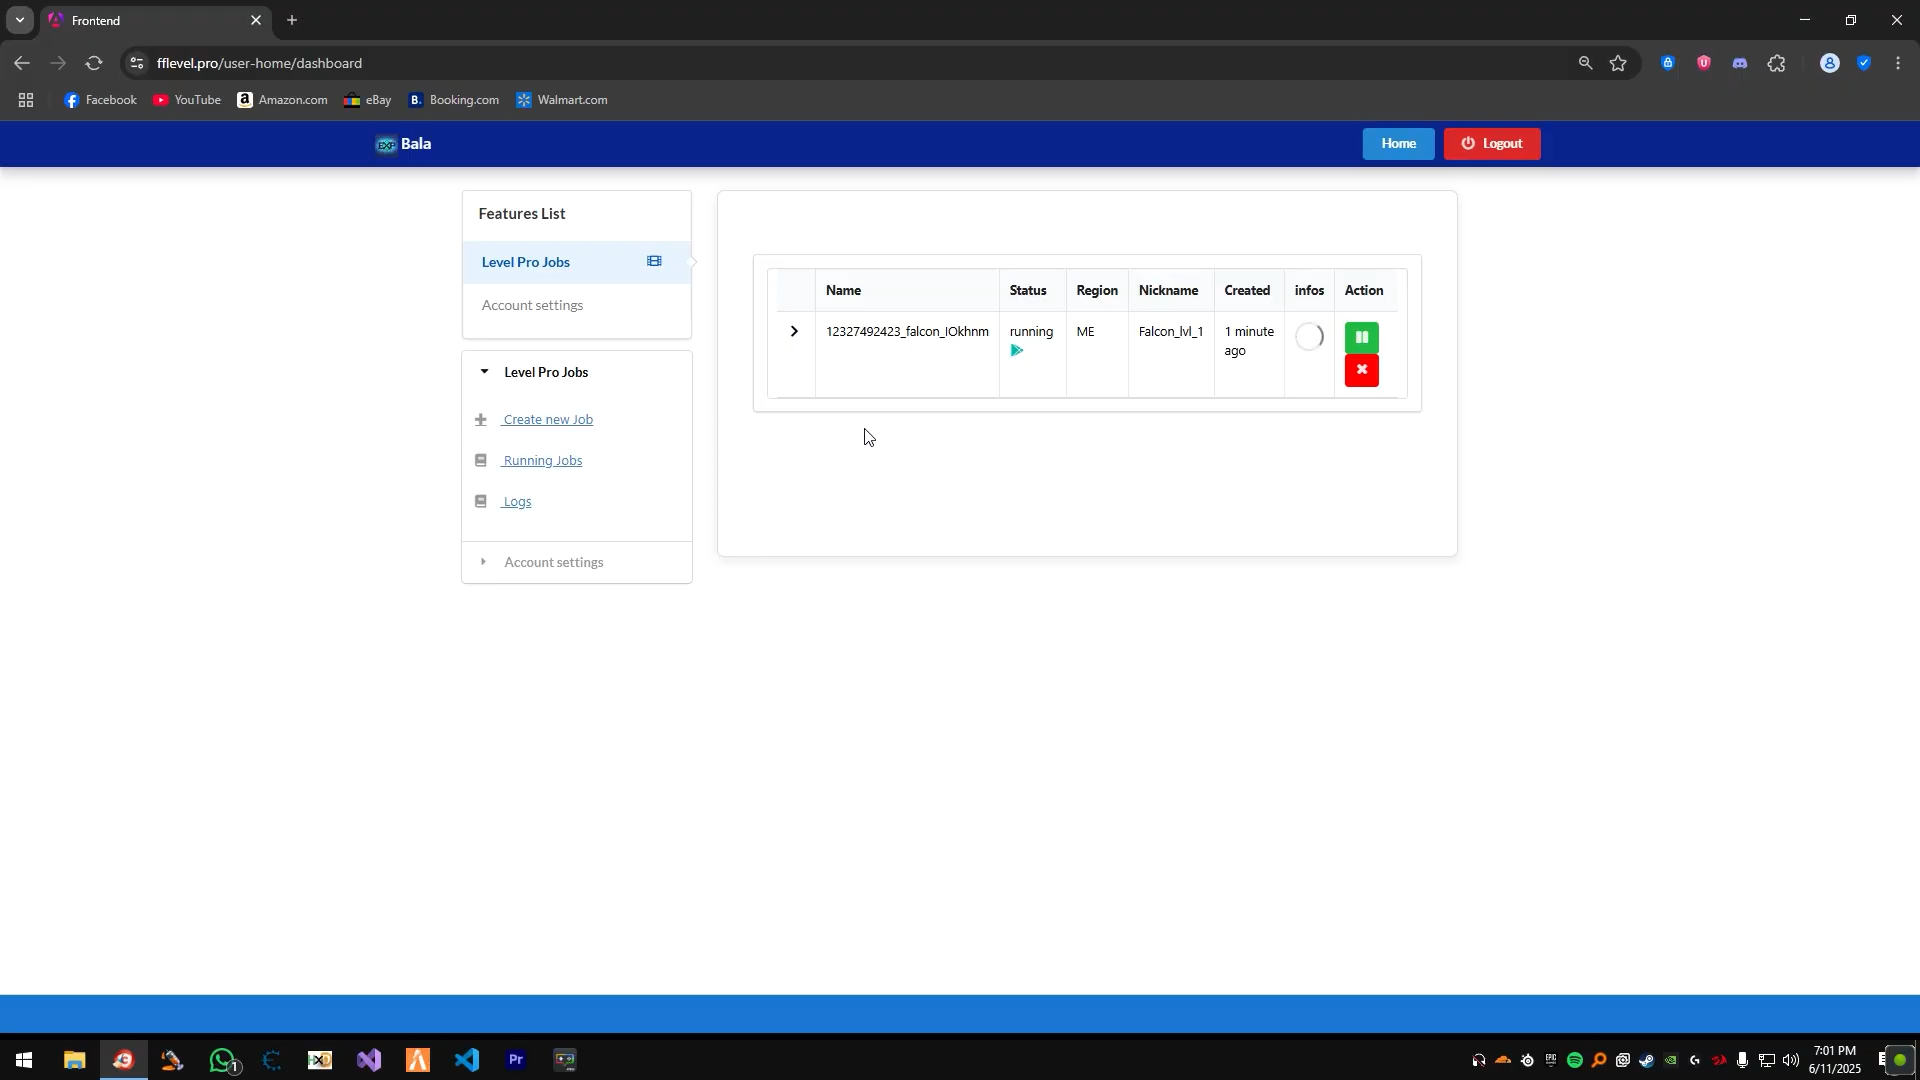 Frontend
fflevel.pro/user-home/dashboard
Facebook
YouTube
Amazon.com
eBay
Booking.com
Walmart.com
EXP Bala
Home
Logout
Features List
Level Pro Jobs
Account settings
Level Pro Jobs
Create new Job
Running Jobs
Logs
Account settings
Name Status Region Nickname Created infos Action
12327492423_falcon_IOkhnm running ME Falcon_lvl_1 1 minute
ago
7:01 PM
6/11/2025